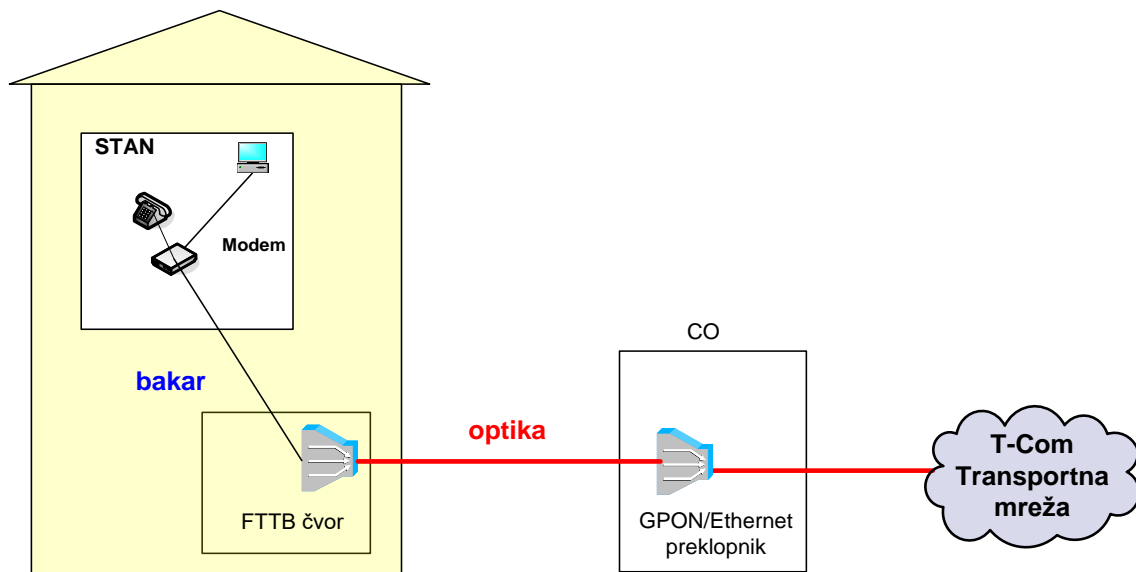 STAN
Modem
bakar
FTTB čvor
optika
CO
GPON/Ethernet
preklopnik
T-Com
Transportna
mreža